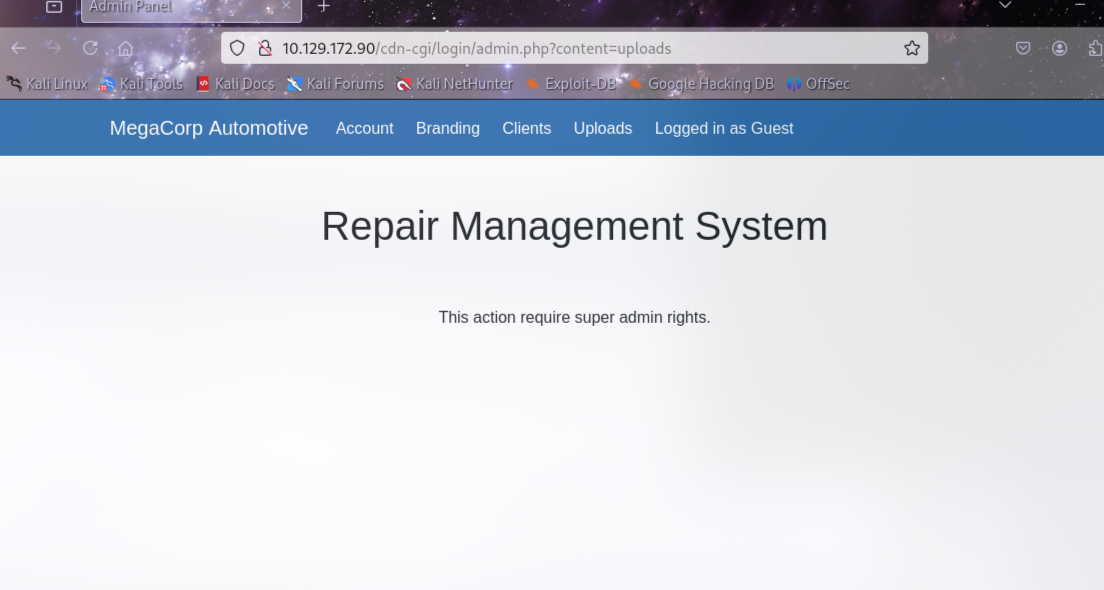 Admin Panel
10.129.172.90/cdn-cgi/login/admin.php?content=uploads
Kali Linux Kali Tools Kali Docs Kali Forums Kali NetHunter Exploit-DB Google Hacking DB OffSec
MegaCorp Automotive Account Branding Clients Uploads Logged in as Guest
Repair Management System
This action require super admin rights.